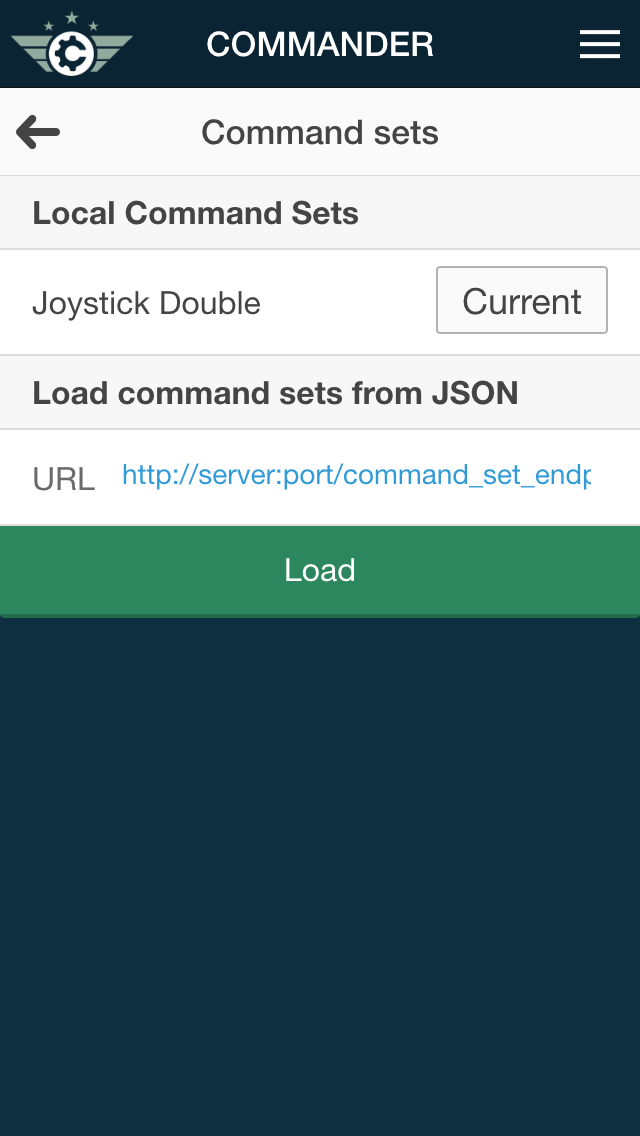 COMMANDER
Command sets
Local Command Sets
Joystick Double
Current
Load command sets from JSON
URL http://server:port/command_set_endp
Load